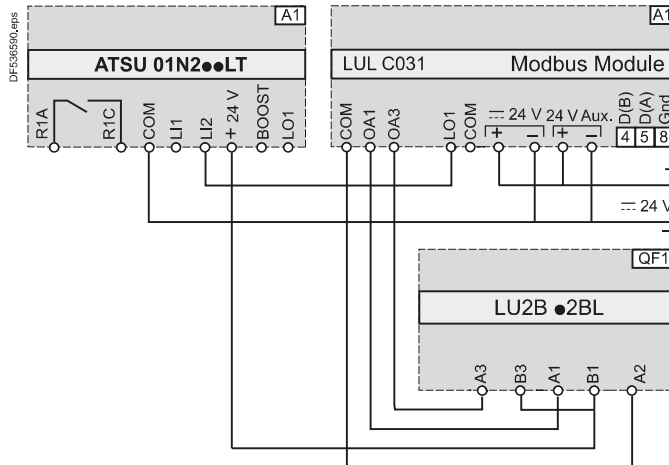 DF536590.eps
A1
ATSU 01N2●●LT
R1A
R1C
COM
LI1
LI2
+ 24 V
BOOST
LO1
A1
LUL C031 Modbus Module
COM
OA1
OA3
LO1
COM
⎓ 24 V 24 V Aux.
+ – + –
D(B)
D(A)
Gnd
4 5 8
⎓ 24 V
QF1
LU2B ●2BL
A3
B3
A1
B1
A2